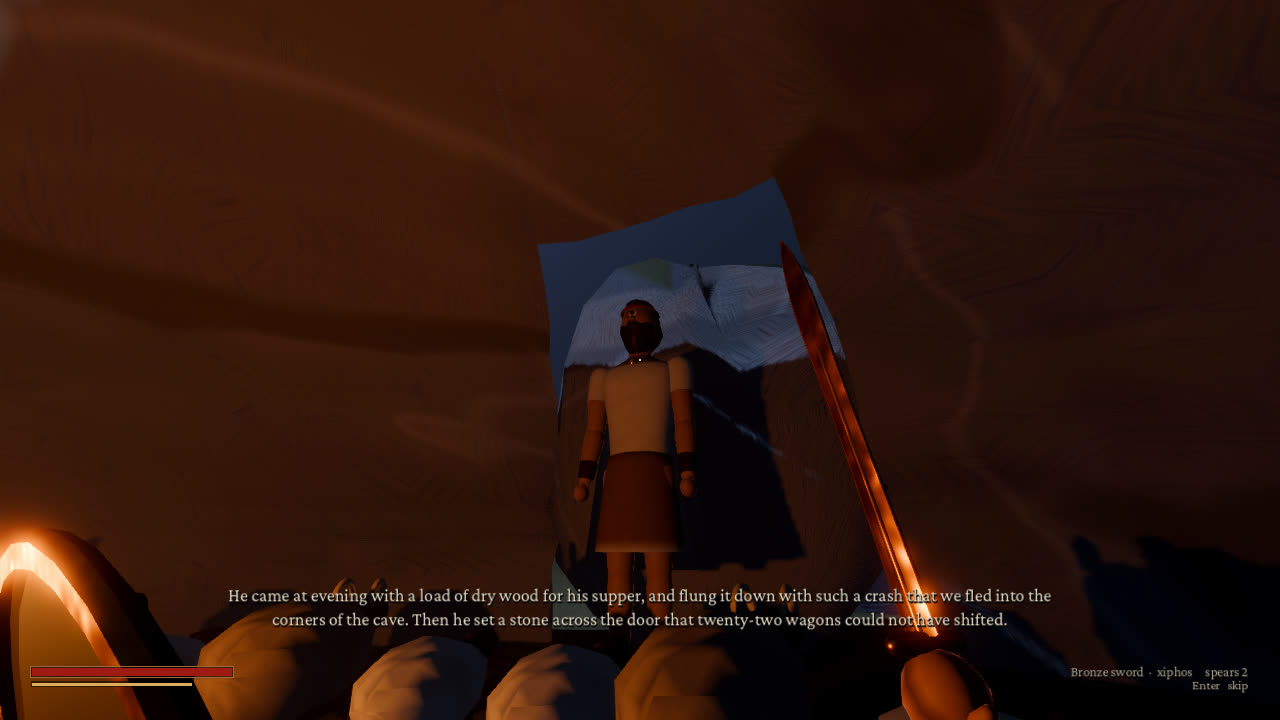 He came at evening with a load of dry wood for his supper, and flung it down with such a crash that we fled into the
corners of the cave. Then he set a stone across the door that twenty-two wagons could not have shifted.
Bronze sword · xiphos spears 2
Enter skip